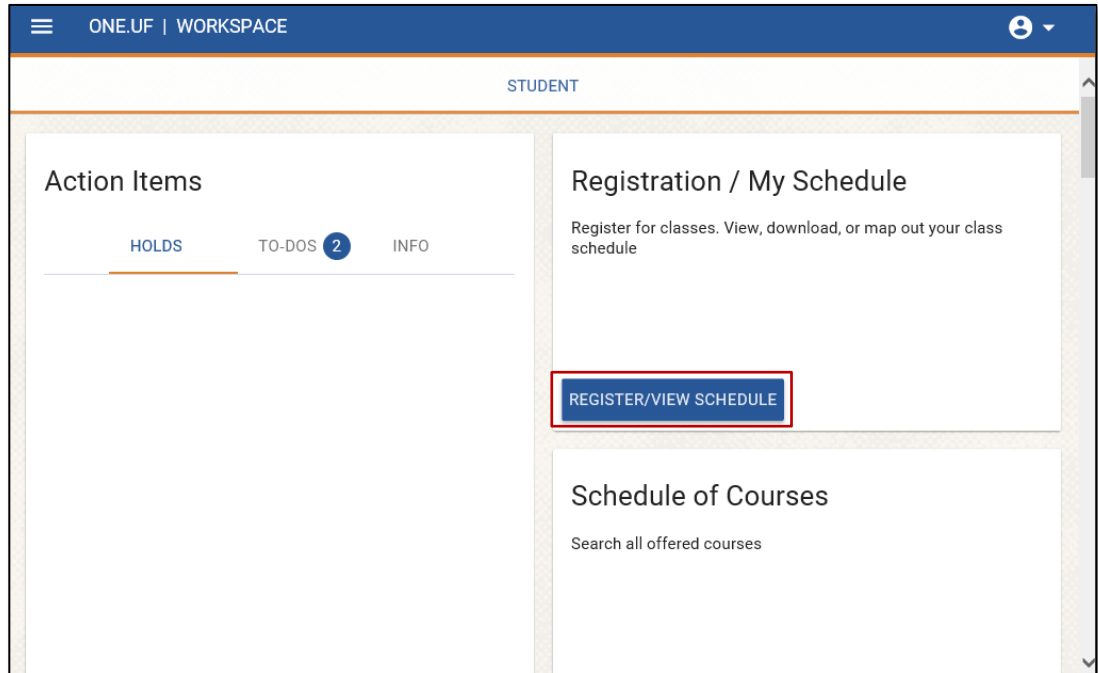 ONE.UF | WORKSPACE
STUDENT
Action Items
HOLDS TO-DOS 2 INFO
Registration / My Schedule
Register for classes. View, download, or map out your class
schedule
REGISTER/VIEW SCHEDULE
Schedule of Courses
Search all offered courses